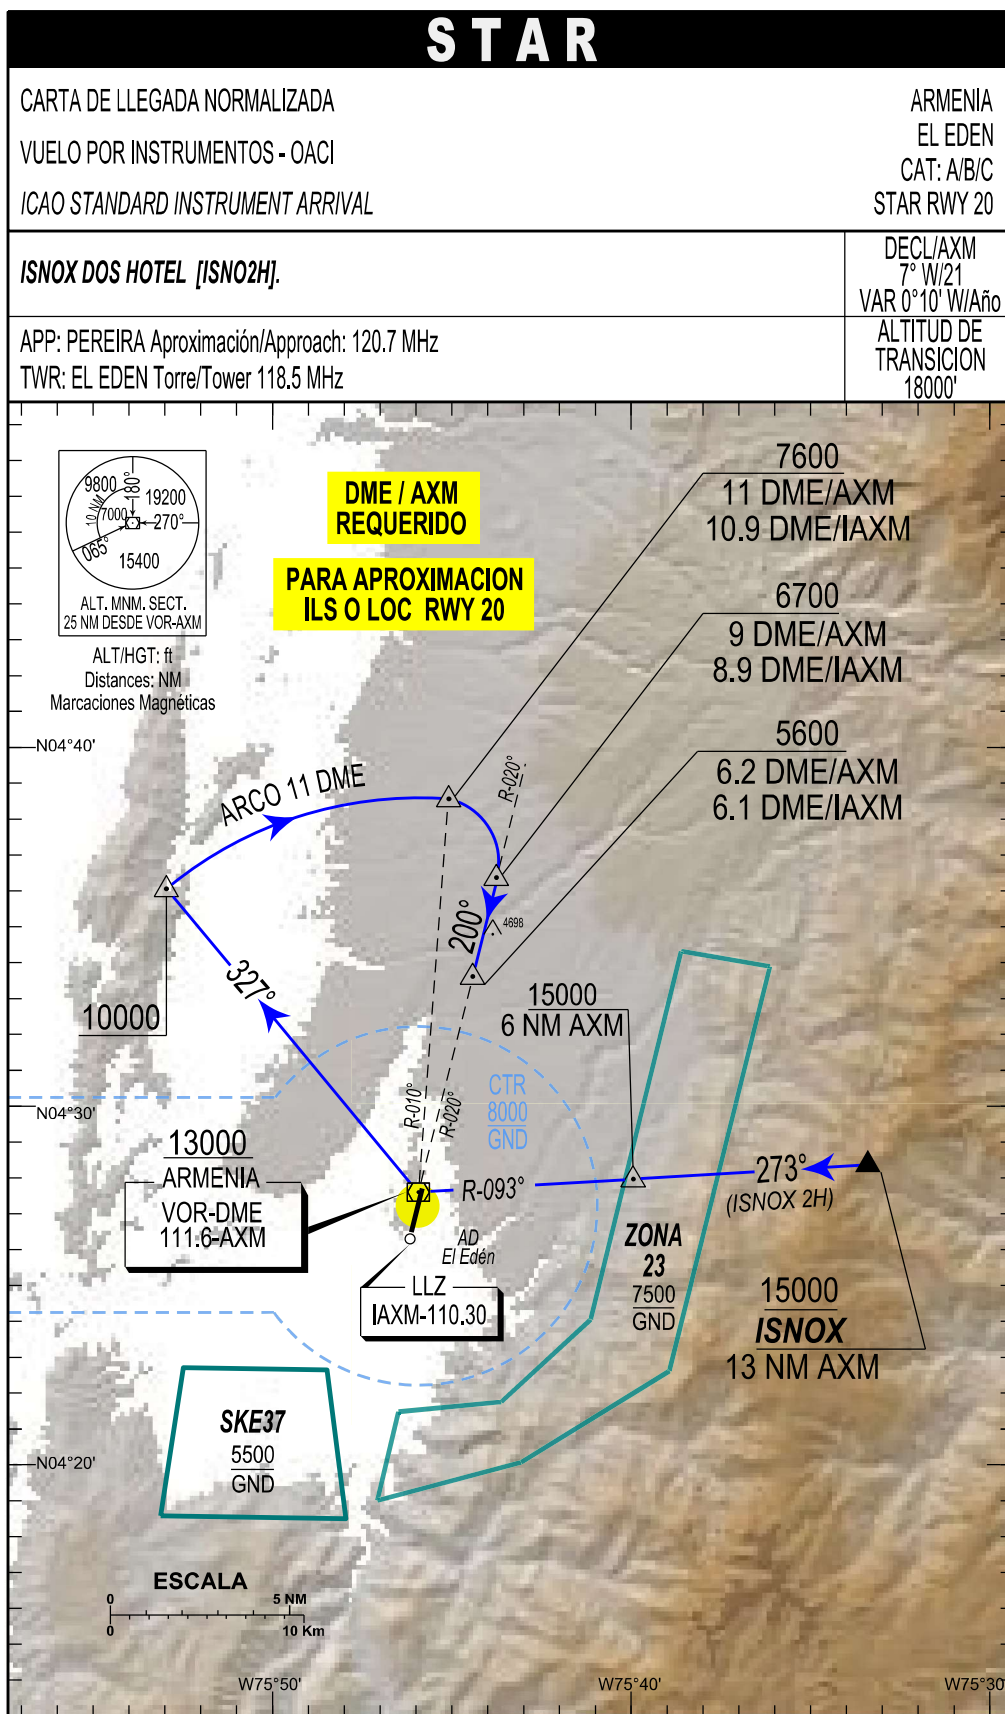 STAR
CARTA DE LLEGADA NORMALIZADA
VUELO POR INSTRUMENTOS - OACI
ICAO STANDARD INSTRUMENT ARRIVAL
ARMENIA
EL EDEN
CAT: A/B/C
STAR RWY 20
ISNOX DOS HOTEL [ISNO2H].
DECL/AXM
7° W/21
VAR 0°10' W/Año
APP: PEREIRA Aproximación/Approach: 120.7 MHz
TWR: EL EDEN Torre/Tower 118.5 MHz
ALTITUD DE
TRANSICION
18000'
9800
180°
19200
10 NM
7000
270°
065°
15400
ALT. MNM. SECT.
25 NM DESDE VOR-AXM
ALT/HGT: ft
Distances: NM
Marcaciones Magnéticas
DME / AXM
REQUERIDO
PARA APROXIMACION
ILS O LOC RWY 20
7600
11 DME/AXM
10.9 DME/IAXM
6700
9 DME/AXM
8.9 DME/IAXM
5600
6.2 DME/AXM
6.1 DME/IAXM
N04°40'
ARCO 11 DME
R-020°
200°
4698
327°
10000
15000
6 NM AXM
CTR
8000
GND
R-010°
R-020°
N04°30'
13000
ARMENIA
VOR-DME
111.6-AXM
R-093°
273°
(ISNOX 2H)
AD
El Edén
LLZ
IAXM-110.30
ZONA
23
7500
GND
15000
ISNOX
13 NM AXM
SKE37
5500
GND
N04°20'
ESCALA
0
5 NM
0
10 Km
W75°50'
W75°40'
W75°30'